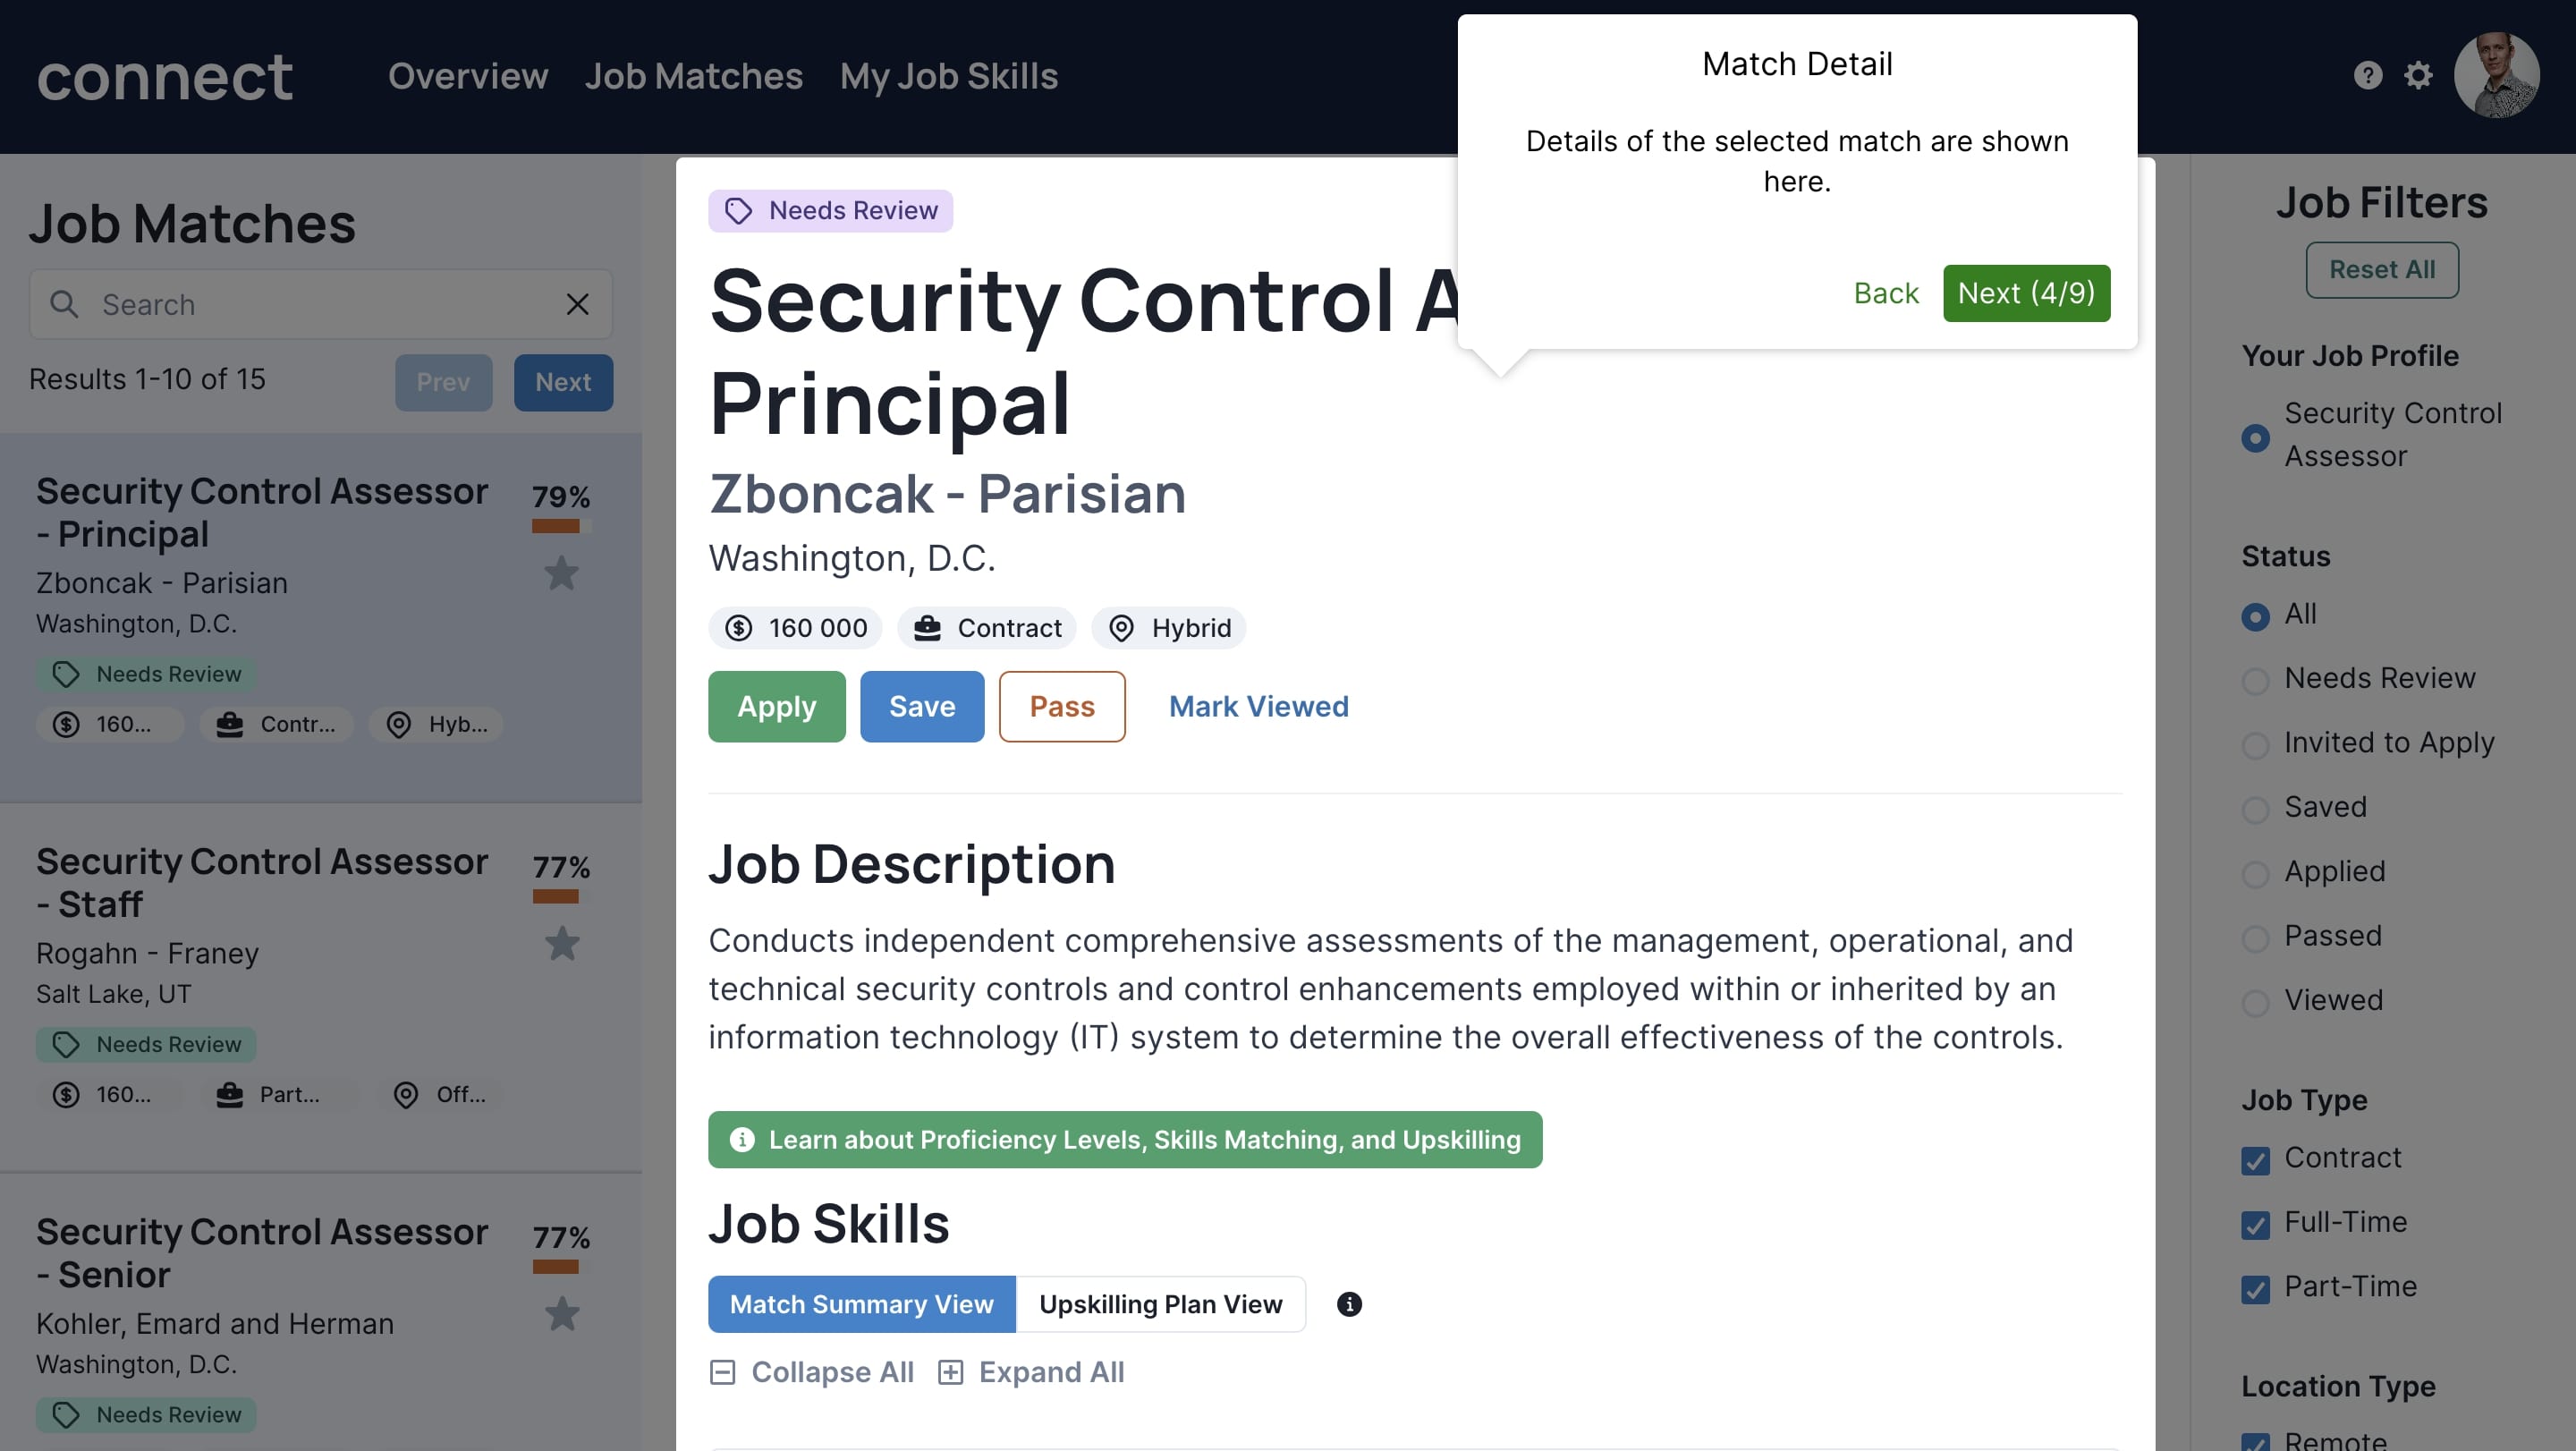 connect
Overview
Job Matches
My Job Skills
Match Detail
Details of the selected match are shown
here.
Back
Next (4/9)
Job Matches
Search
Results 1-10 of 15
Prev
Next
Security Control Assessor
- Principal
79%
Zboncak - Parisian
Washington, D.C.
Needs Review
160...
Contr...
Hyb...
Security Control Assessor
- Staff
77%
Rogahn - Franey
Salt Lake, UT
Needs Review
160...
Part...
Off...
Security Control Assessor
- Senior
77%
Kohler, Emard and Herman
Washington, D.C.
Needs Review
Needs Review
Security Control A
Principal
Zboncak - Parisian
Washington, D.C.
160 000
Contract
Hybrid
Apply
Save
Pass
Mark Viewed
Job Description
Conducts independent comprehensive assessments of the management, operational, and
technical security controls and control enhancements employed within or inherited by an
information technology (IT) system to determine the overall effectiveness of the controls.
Learn about Proficiency Levels, Skills Matching, and Upskilling
Job Skills
Match Summary View
Upskilling Plan View
Collapse All
Expand All
Job Filters
Reset All
Your Job Profile
Security Control
Assessor
Status
All
Needs Review
Invited to Apply
Saved
Applied
Passed
Viewed
Job Type
Contract
Full-Time
Part-Time
Location Type
Remote